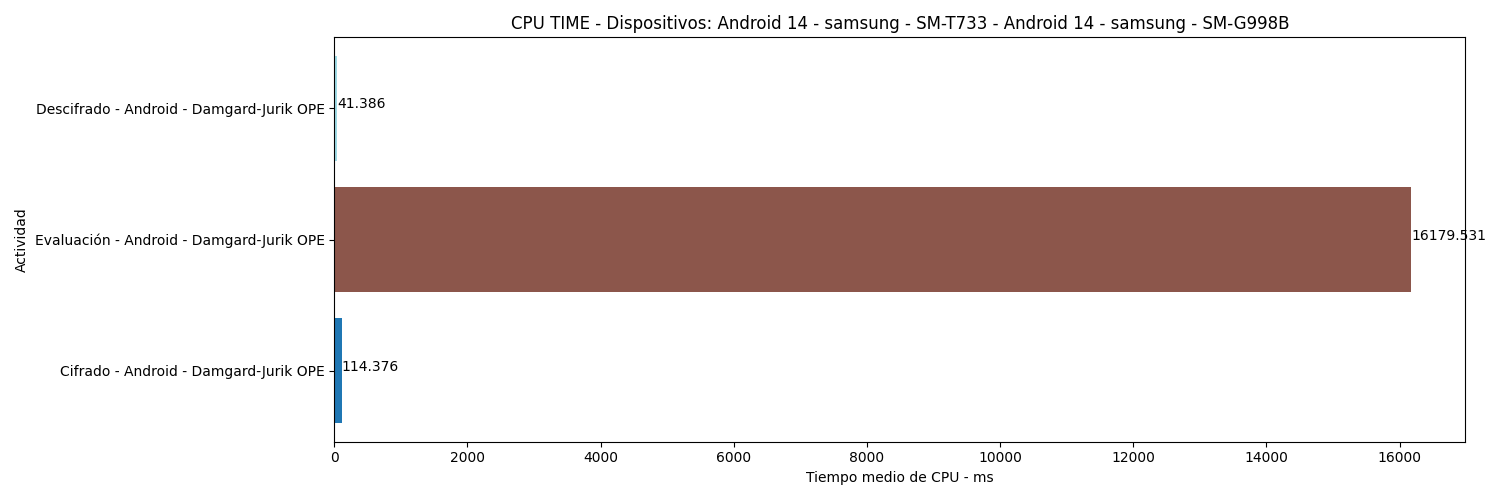 CPU TIME - Dispositivos: Android 14 - samsung - SM-T733 - Android 14 - samsung - SM-G998B
Descifrado - Android - Damgard-Jurik OPE
41.386
Evaluación - Android - Damgard-Jurik OPE
16179.531
Cifrado - Android - Damgard-Jurik OPE
114.376
Actividad
0 2000 4000 6000 8000 10000 12000 14000 16000
Tiempo medio de CPU - ms